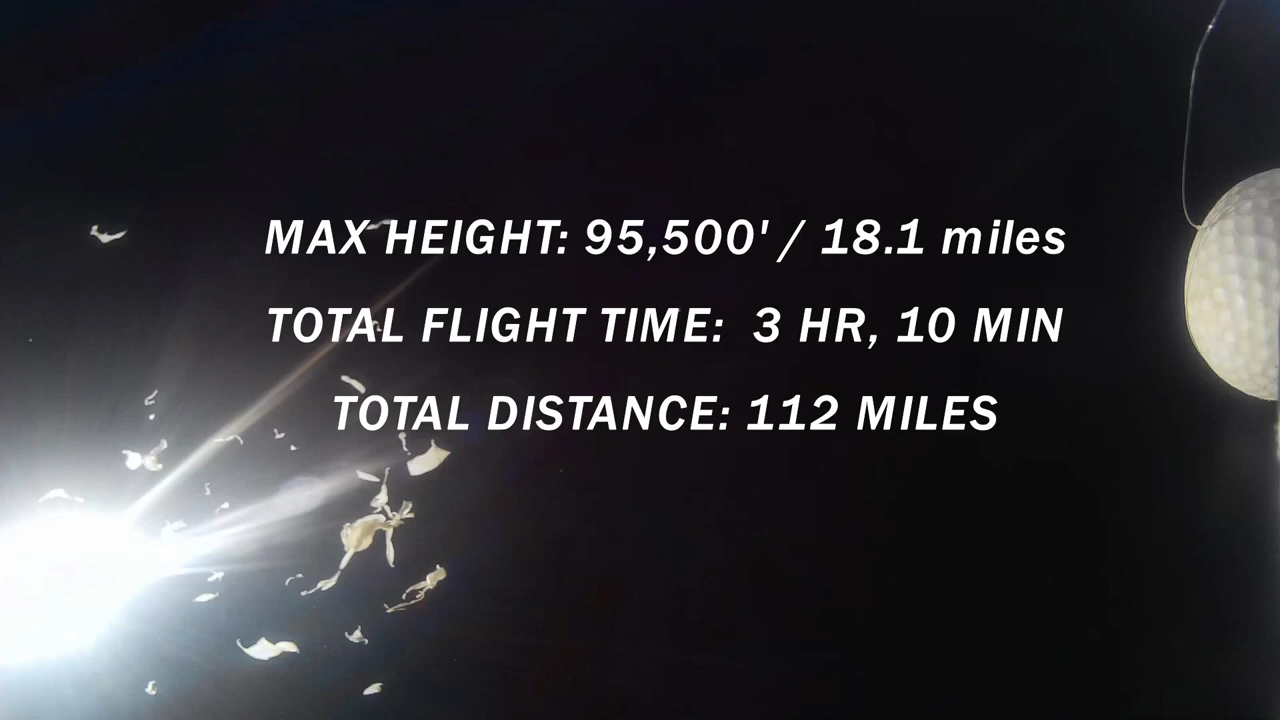 MAX HEIGHT: 95,500' / 18.1 miles
TOTAL FLIGHT TIME: 3 HR, 10 MIN
TOTAL DISTANCE: 112 MILES